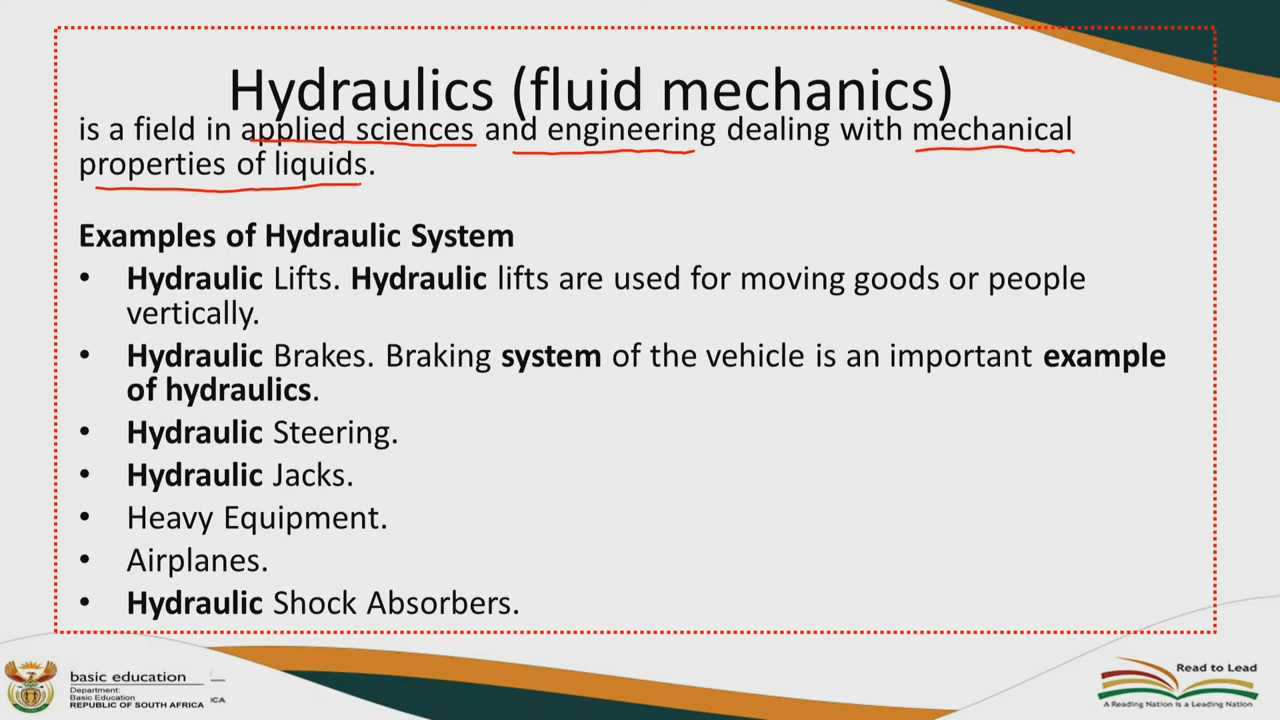 Hydraulics (fluid mechanics)
is a field in applied sciences and engineering dealing with mechanical
properties of liquids.
Examples of Hydraulic System
• Hydraulic Lifts. Hydraulic lifts are used for moving goods or people
vertically.
• Hydraulic Brakes. Braking system of the vehicle is an important example
of hydraulics.
• Hydraulic Steering.
• Hydraulic Jacks.
• Heavy Equipment.
• Airplanes.
• Hydraulic Shock Absorbers.
basic education
Department:
Basic Education
REPUBLIC OF SOUTH AFRICA
ICA
Read to Lead
A Reading Nation is a Leading Nation